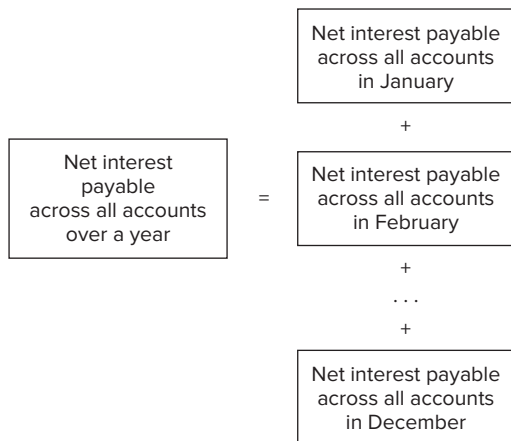 Net interest
payable
across all accounts
over a year
=
Net interest payable
across all accounts
in January
+
Net interest payable
across all accounts
in February
+
. . .
+
Net interest payable
across all accounts
in December